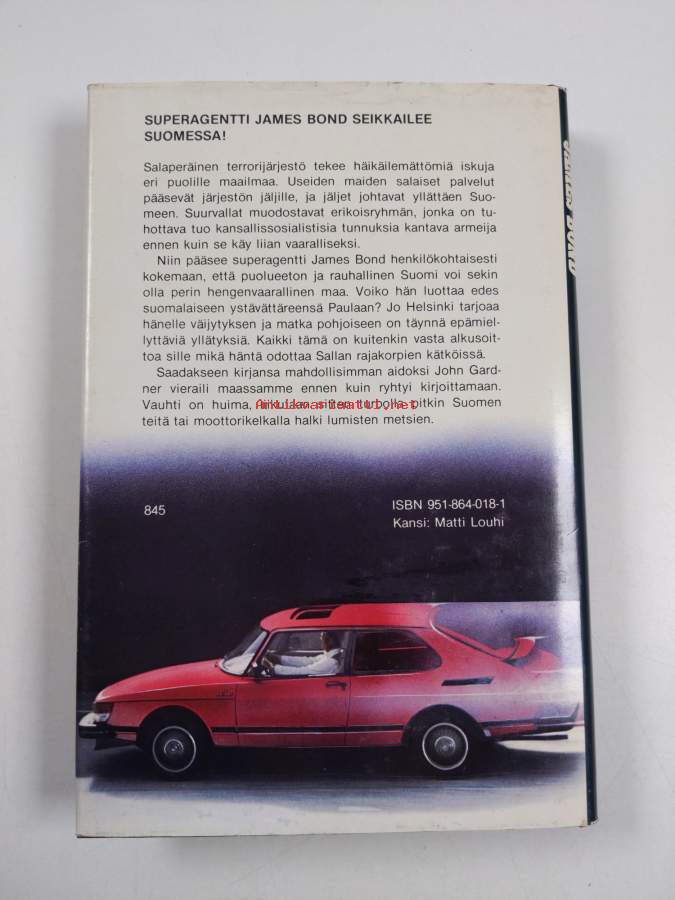 SUPERAGENTTI JAMES BOND SEIKKAILEE
SUOMESSA!
Salaperäinen terrorijärjestö tekee häikäilemättömiä iskuja
eri puolille maailmaa. Useiden maiden salaiset palvelut
pääsevät järjestön jäljille, ja jäljet johtavat yllättäen Suo-
meen. Suurvallat muodostavat erikoisryhmän, jonka on tu-
hottava tuo kansallissosialistisia tunnuksia kantava armeija
ennen kuin se käy liian vaaralliseksi.
Niin pääsee superagentti James Bond henkilökohtaisesti
kokemaan, että puolueeton ja rauhallinen Suomi voi sekin
olla perin hengenvaarallinen maa. Voiko hän luottaa edes
suomalaiseen ystävättäreensä Paulaan? Jo Helsinki tarjoaa
hänelle väijytyksen ja matka pohjoiseen on täynnä epämiel-
lyttäviä yllätyksiä. Kaikki tämä on kuitenkin vasta alkusoit-
toa sille mikä häntä odottaa Sallan rajakorpien kätköissä.
Saadakseen kirjansa mahdollisimman aidoksi John Gard-
ner vieraili maassamme ennen kuin ryhtyi kirjoittamaan.
Vauhti on huima, turbolla pitkin Suomen
teitä tai moottorikelkalla halki lumisten metsien.
845
ISBN 951-864-018-1
Kansi: Matti Louhi
JAMES BOND